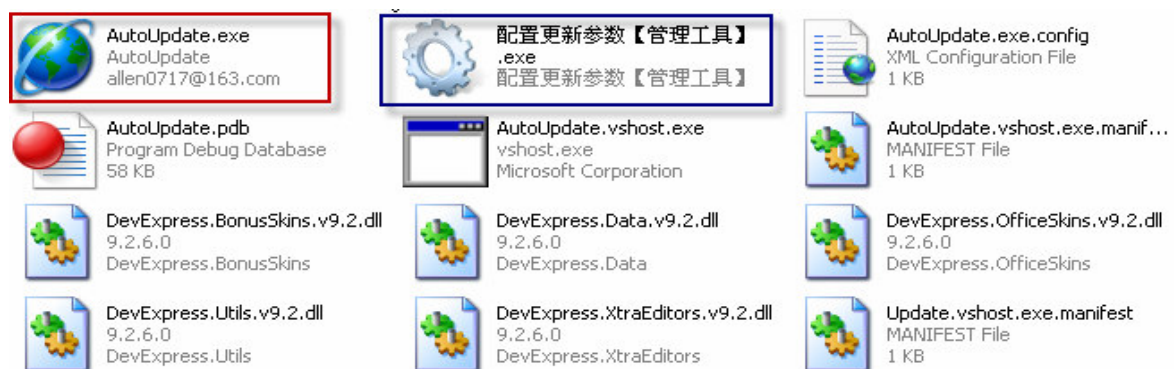 AutoUpdate.exe
AutoUpdate
allen0717@163.com
配置更新参数【管理工具】
.exe
配置更新参数【管理工具】
AutoUpdate.exe.config
XML Configuration File
1 KB
AutoUpdate.pdb
Program Debug Database
58 KB
AutoUpdate.vshost.exe
vshost.exe
Microsoft Corporation
AutoUpdate.vshost.exe.manif...
MANIFEST File
1 KB
DevExpress.BonusSkins.v9.2.dll
9.2.6.0
DevExpress.BonusSkins
DevExpress.Data.v9.2.dll
9.2.6.0
DevExpress.Data
DevExpress.OfficeSkins.v9.2.dll
9.2.6.0
DevExpress.OfficeSkins
DevExpress.Utils.v9.2.dll
9.2.6.0
DevExpress.Utils
DevExpress.XtraEditors.v9.2.dll
9.2.6.0
DevExpress.XtraEditors
Update.vshost.exe.manifest
MANIFEST File
1 KB